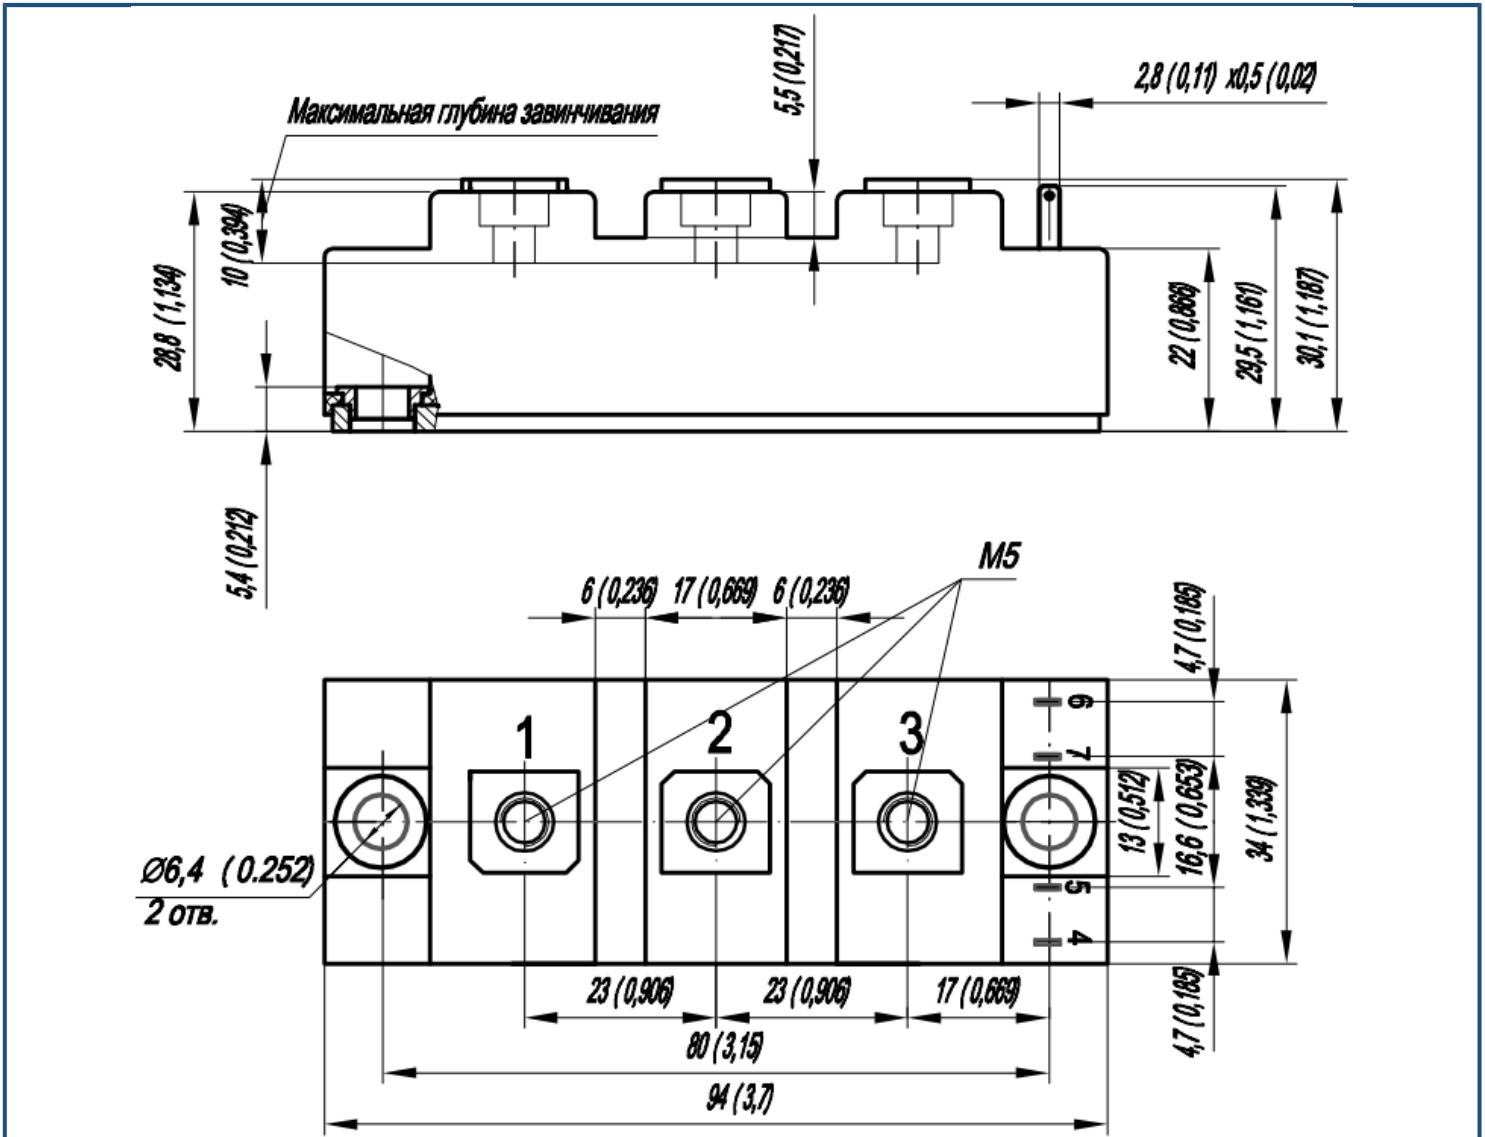 5,5 (0,217)
2,8 (0,11) x0,5 (0,02)
Максимальная глубина завинчивания
10 (0,394)
28,8 (1,134)
22 (0,866)
29,5 (1,161)
30,1 (1,187)
5,4 (0,212)
M5
6 (0,236) 17 (0,669) 6 (0,236)
4,7 (0,185)
1 2 3
6
7
13 (0,512)
16,6 (0,653)
34 (1,339)
Ø6,4 (0.252)
2 отв.
5
4
23 (0,906) 23 (0,906) 17 (0,669)
4,7 (0,185)
80 (3,15)
94 (3,7)